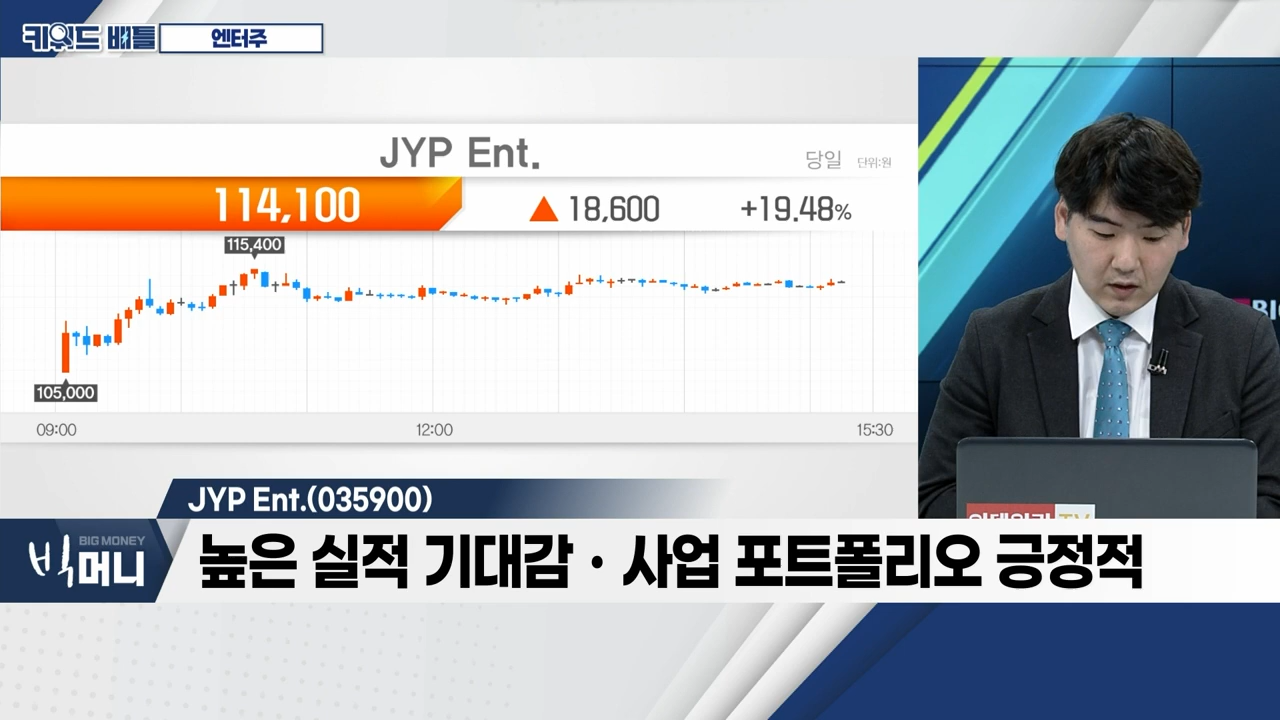 키워드 배틀
엔터주
JYP Ent.
당일 단위:원
114,100 ▲ 18,600 +19.48%
115,400
105,000
09:00 12:00 15:30
JYP Ent.(035900)
BIG MONEY
빅머니
높은 실적 기대감·사업 포트폴리오 긍정적